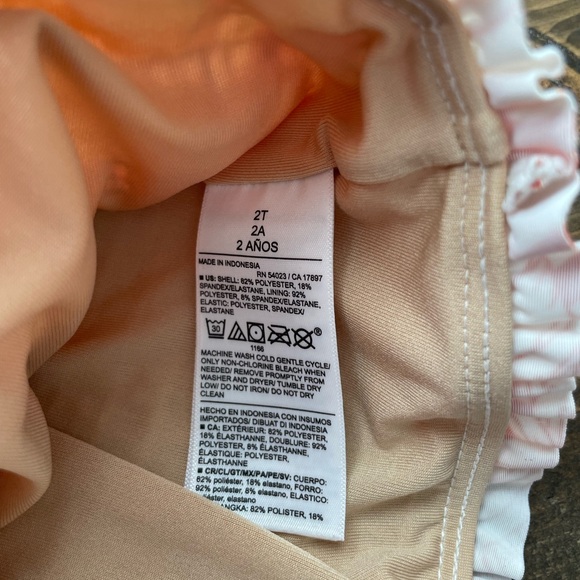 2T
2A
2 AÑOS
MADE IN INDONESIA
RN 54023 / CA 17897
■ US: SHELL: 82% POLYESTER, 18%
SPANDEX/ELASTANE, LINING: 92%
POLYESTER, 8% SPANDEX/ELASTANE,
ELASTIC: POLYESTER, SPANDEX/
ELASTANE
30
1166
MACHINE WASH COLD GENTLE CYCLE/
ONLY NON-CHLORINE BLEACH WHEN
NEEDED/ REMOVE PROMPTLY FROM
WASHER AND DRYER/ TUMBLE DRY
LOW/ DO NOT IRON/ DO NOT DRY
CLEAN
HECHO EN INDONESIA CON INSUMOS
IMPORTADOS/ DIBUAT DI INDONESIA
■ CA: EXTÉRIEUR: 82% POLYESTER,
18% ÉLASTHANNE, DOUBLURE: 92%
POLYESTER, 8% ÉLASTHANNE,
ÉLASTIQUE: POLYESTER,
ÉLASTHANNE
■ CR/CL/GT/MX/PA/PE/SV: CUERPO:
82% poliéster, 18% elastano, FORRO:
92% poliéster, 8% elastano, ELÁSTICO:
poliéster, elastano
ANGKA: 82% POLISTER, 18%